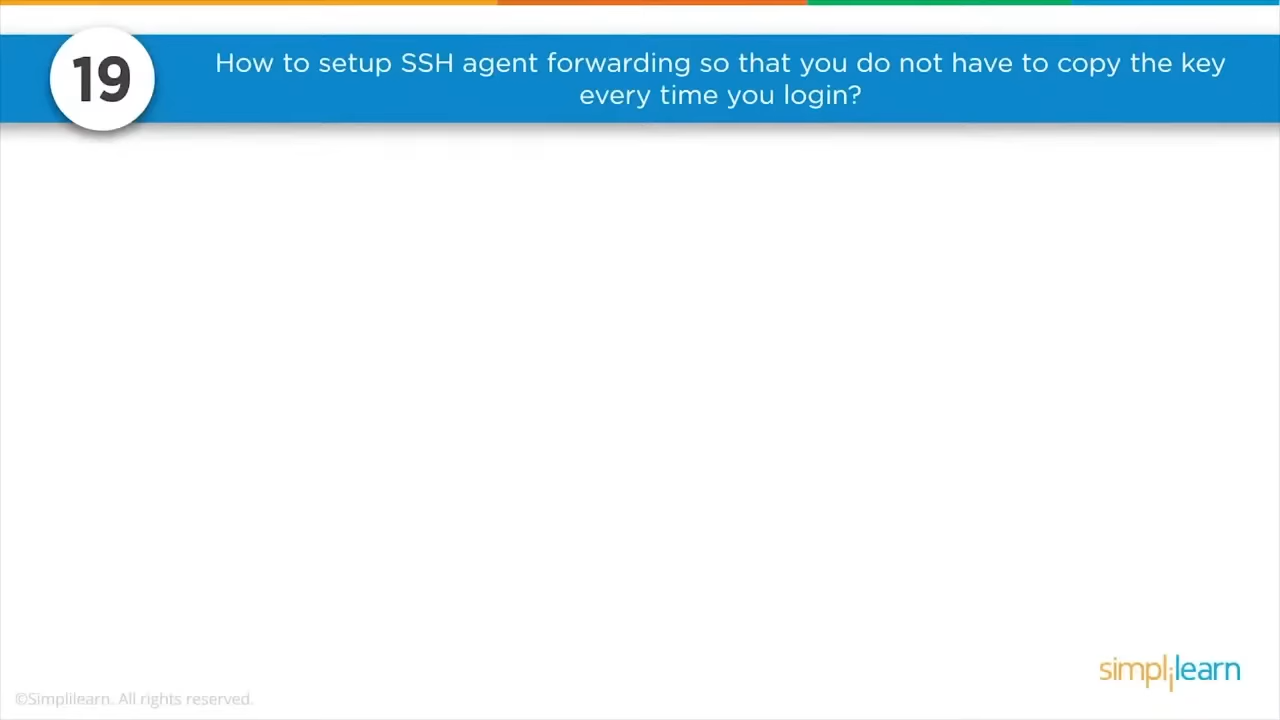 19
How to setup SSH agent forwarding so that you do not have to copy the key
every time you login?
simplilearn
©Simplilearn. All rights reserved.